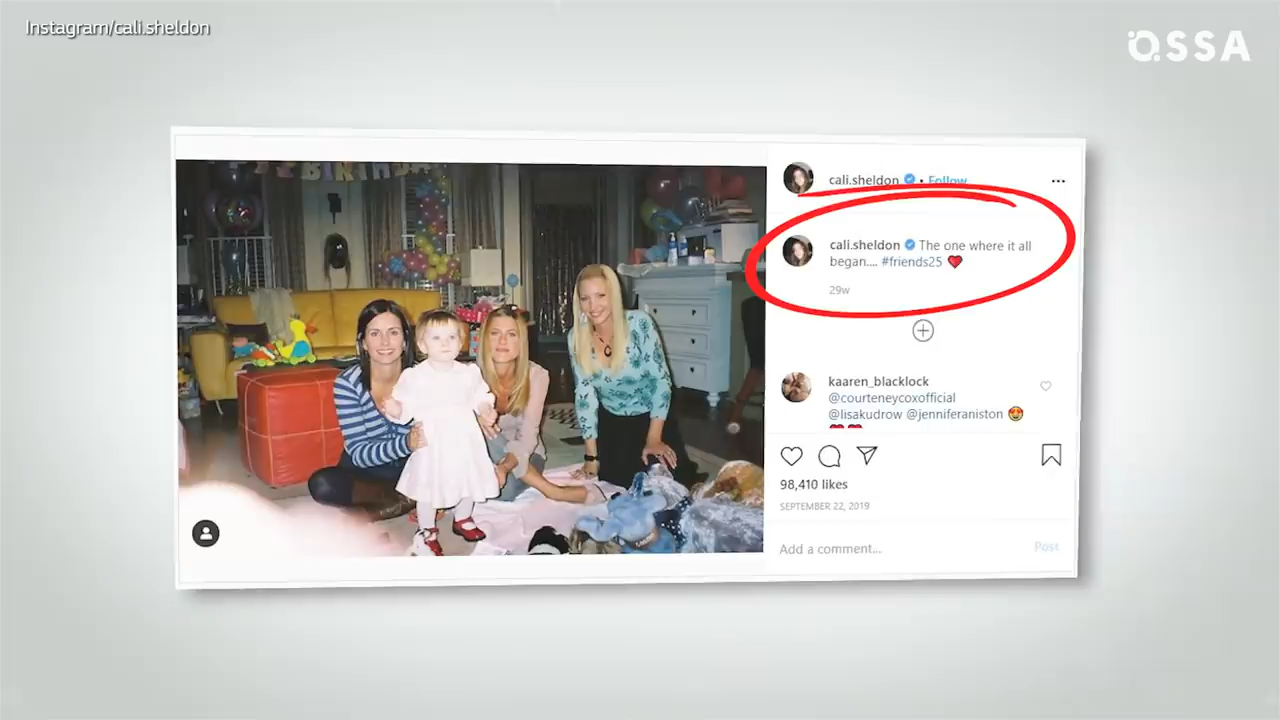 Instagram/cali.sheldon
OSSA
BIRTHDA
cali.sheldon • Follow
cali.sheldon The one where it all
began.... #friends25 ❤️
29w
kaaren_blacklock
@courteneycoxofficial
@lisakudrow @jenniferaniston 😍
❤️❤️
98,410 likes
SEPTEMBER 22, 2019
Add a comment... Post